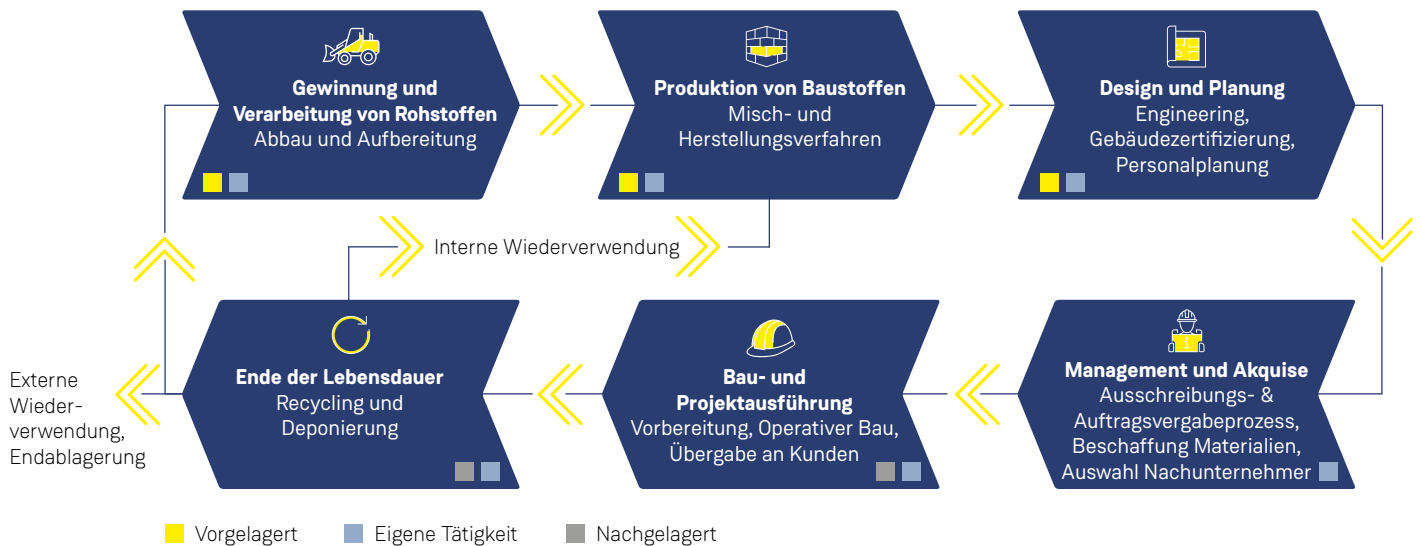 Gewinnung und
Verarbeitung von Rohstoffen
Abbau und Aufbereitung
Produktion von Baustoffen
Misch- und
Herstellungsverfahren
Design und Planung
Engineering,
Gebäudezertifizierung,
Personalplanung
Interne Wiederverwendung
Management und Akquise
Ausschreibungs- &
Auftragsvergabeprozess,
Beschaffung Materialien,
Auswahl Nachunternehmer
Bau- und
Projektausführung
Vorbereitung, Operativer Bau,
Übergabe an Kunden
Ende der Lebensdauer
Recycling und
Deponierung
Externe
Wieder-
verwendung,
Endablagerung
Vorgelagert
Eigene Tätigkeit
Nachgelagert